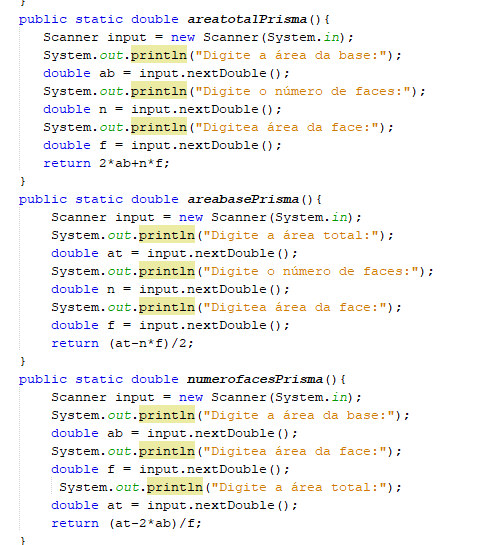 }
public static double areatotalPrisma(){
Scanner input = new Scanner(System.in);
System.out.println("Digite a área da base:");
double ab = input.nextDouble();
System.out.println("Digite o número de faces:");
double n = input.nextDouble();
System.out.println("Digitea área da face:");
double f = input.nextDouble();
return 2*ab+n*f;
}
public static double areabasePrisma(){
Scanner input = new Scanner(System.in);
System.out.println("Digite a área total:");
double at = input.nextDouble();
System.out.println("Digite o número de faces:");
double n = input.nextDouble();
System.out.println("Digitea área da face:");
double f = input.nextDouble();
return (at-n*f)/2;
}
public static double numerofacesPrisma(){
Scanner input = new Scanner(System.in);
System.out.println("Digite a área da base:");
double ab = input.nextDouble();
System.out.println("Digitea área da face:");
double f = input.nextDouble();
System.out.println("Digite a área total:");
double at = input.nextDouble();
return (at-2*ab)/f;
}